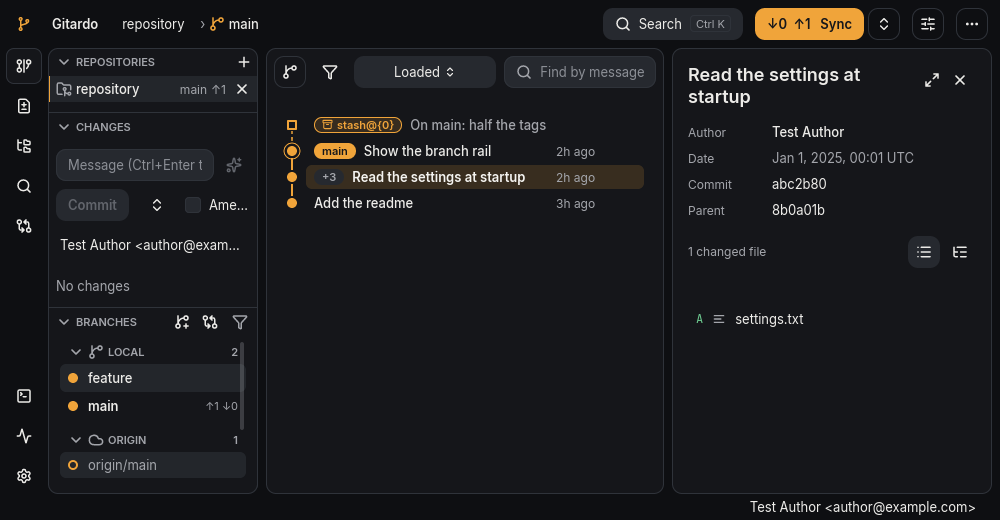 Gitardo repository › main Search Ctrl K ↓0 ↑1 Sync
REPOSITORIES
repository main ↑1
CHANGES
Message (Ctrl+Enter t
Commit Ame...
Test Author <author@exam...
No changes
BRANCHES
LOCAL 2
feature
main ↑1 ↓0
ORIGIN 1
origin/main
Loaded Find by message
stash@{0} On main: half the tags
main Show the branch rail 2h ago
+3 Read the settings at startup 2h ago
Add the readme 3h ago
Read the settings at
startup
Author Test Author
Date Jan 1, 2025, 00:01 UTC
Commit abc2b80
Parent 8b0a01b
1 changed file
A settings.txt
Test Author <author@example.com>